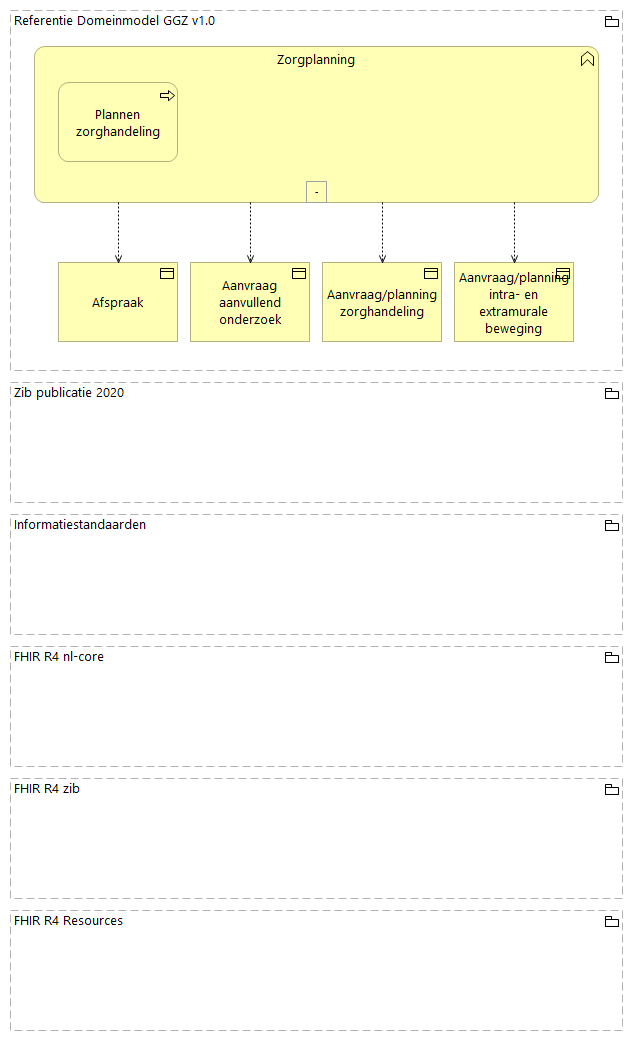 Referentie Domeinmodel GGZ v1.0
Zorgplanning
Plannen
zorghandeling
-
Afspraak
Aanvraag
aanvullend
onderzoek
Aanvraag/planning
zorghandeling
Aanvraag/planning
intra- en
extramurale
beweging
Zib publicatie 2020
Informatiestandaarden
FHIR R4 nl-core
FHIR R4 zib
FHIR R4 Resources